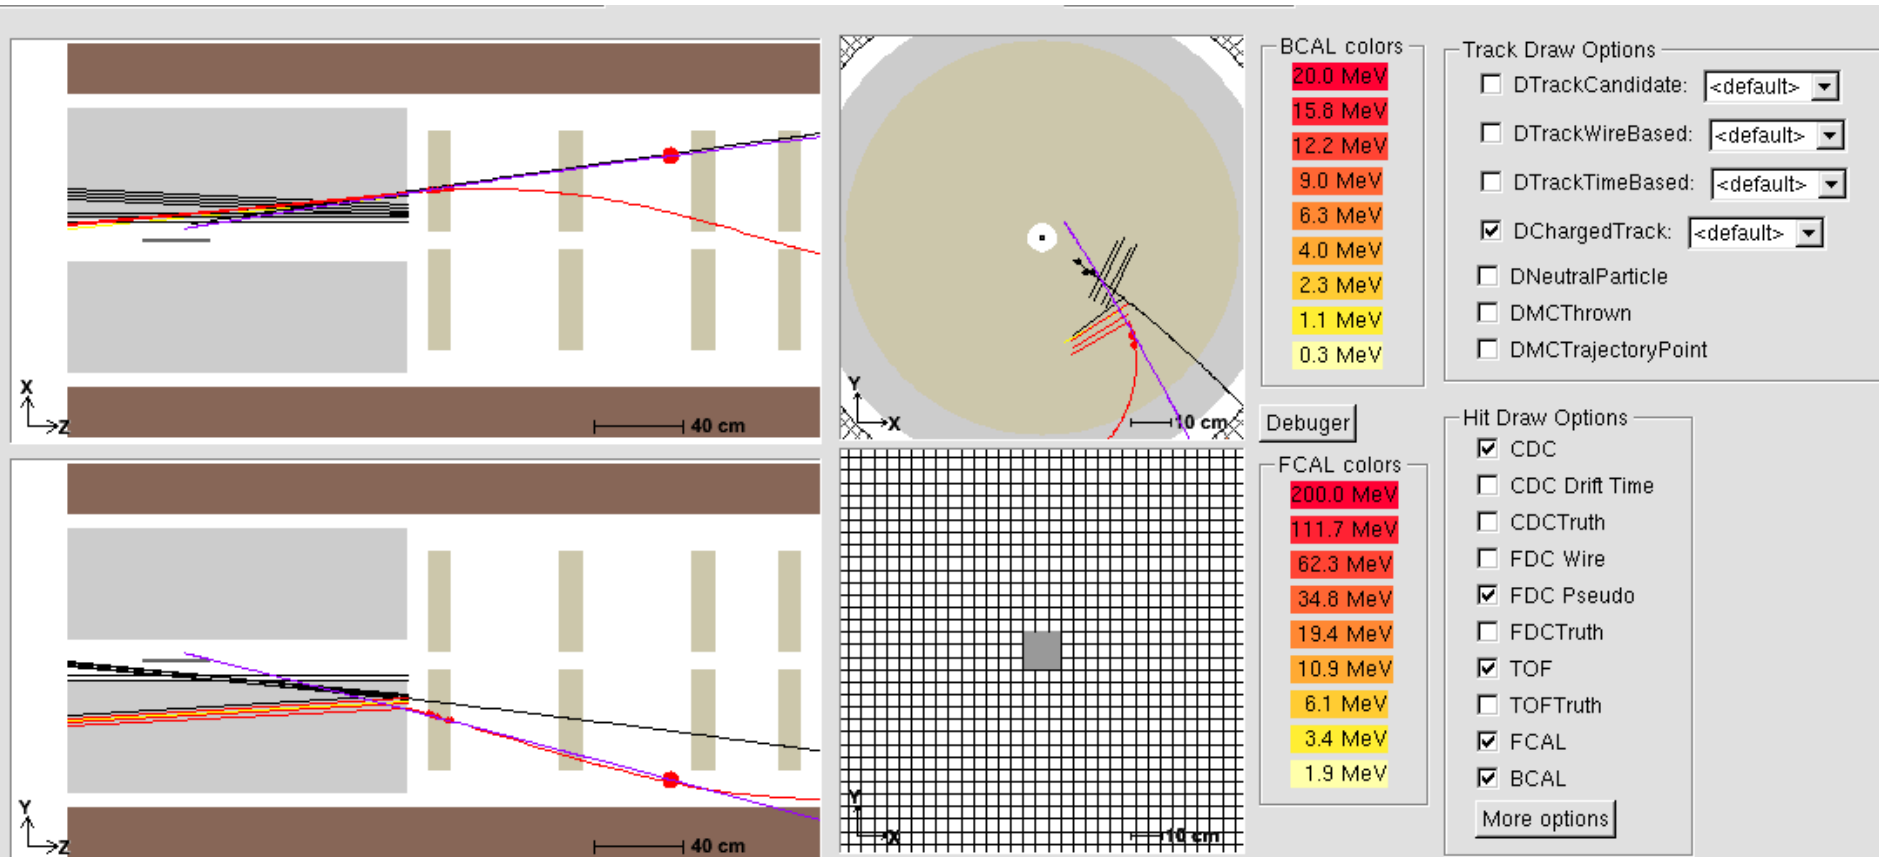 X
Z
40 cm
Y
X
10 cm
Y
Z
40 cm
Y
X
10 cm
BCAL colors
20.0 MeV
15.8 MeV
12.2 MeV
9.0 MeV
6.3 MeV
4.0 MeV
2.3 MeV
1.1 MeV
0.3 MeV
Debuger
FCAL colors
200.0 MeV
111.7 MeV
62.3 MeV
34.8 MeV
19.4 MeV
10.9 MeV
6.1 MeV
3.4 MeV
1.9 MeV
Track Draw Options
DTrackCandidate: <default>
DTrackWireBased: <default>
DTrackTimeBased: <default>
DChargedTrack: <default>
DNeutralParticle
DMCThrown
DMCTrajectoryPoint
Hit Draw Options
CDC
CDC Drift Time
CDCTruth
FDC Wire
FDC Pseudo
FDCTruth
TOF
TOFTruth
FCAL
BCAL
More options